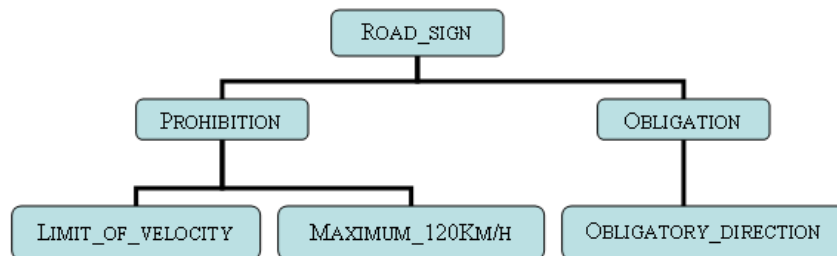 ROAD_SIGN
PROHIBITION
OBLIGATION
LIMIT_OF_VELOCITY
MAXIMUM_120KM/H
OBLIGATORY_DIRECTION